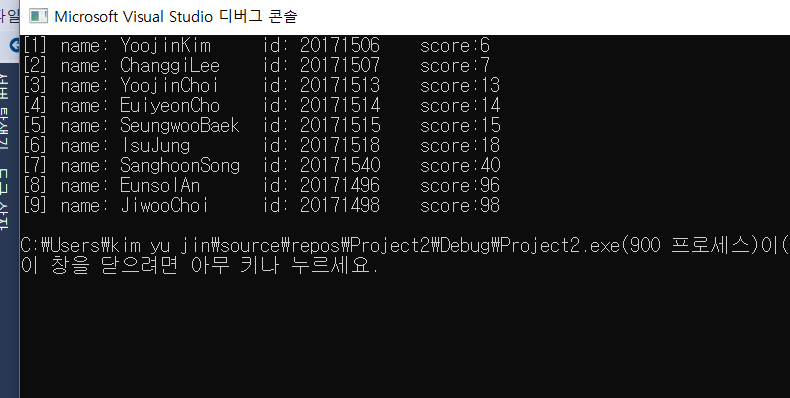 Microsoft Visual Studio 디버그 콘솔
[1] name: YoojinKim id: 20171506 score:6
[2] name: ChanggiLee id: 20171507 score:7
[3] name: YoojinChoi id: 20171513 score:13
[4] name: EuiyeonCho id: 20171514 score:14
[5] name: SeungwooBaek id: 20171515 score:15
[6] name: IsuJung id: 20171518 score:18
[7] name: SanghoonSong id: 20171540 score:40
[8] name: EunsolAn id: 20171496 score:96
[9] name: JiwooChoi id: 20171498 score:98
C:₩Users₩kim yu jin₩source₩repos₩Project2₩Debug₩Project2.exe(900 프로세스)이(
이 창을 닫으려면 아무 키나 누르세요.